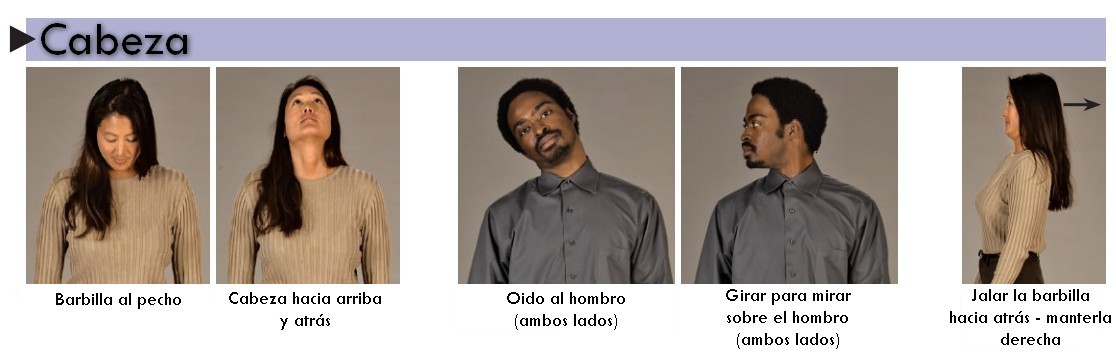 Cabeza
Barbilla al pecho
Cabeza hacia arriba
y atrás
Oido al hombro
(ambos lados)
Girar para mirar
sobre el hombro
(ambos lados)
Jalar la barbilla
hacia atrás - manterla
derecha